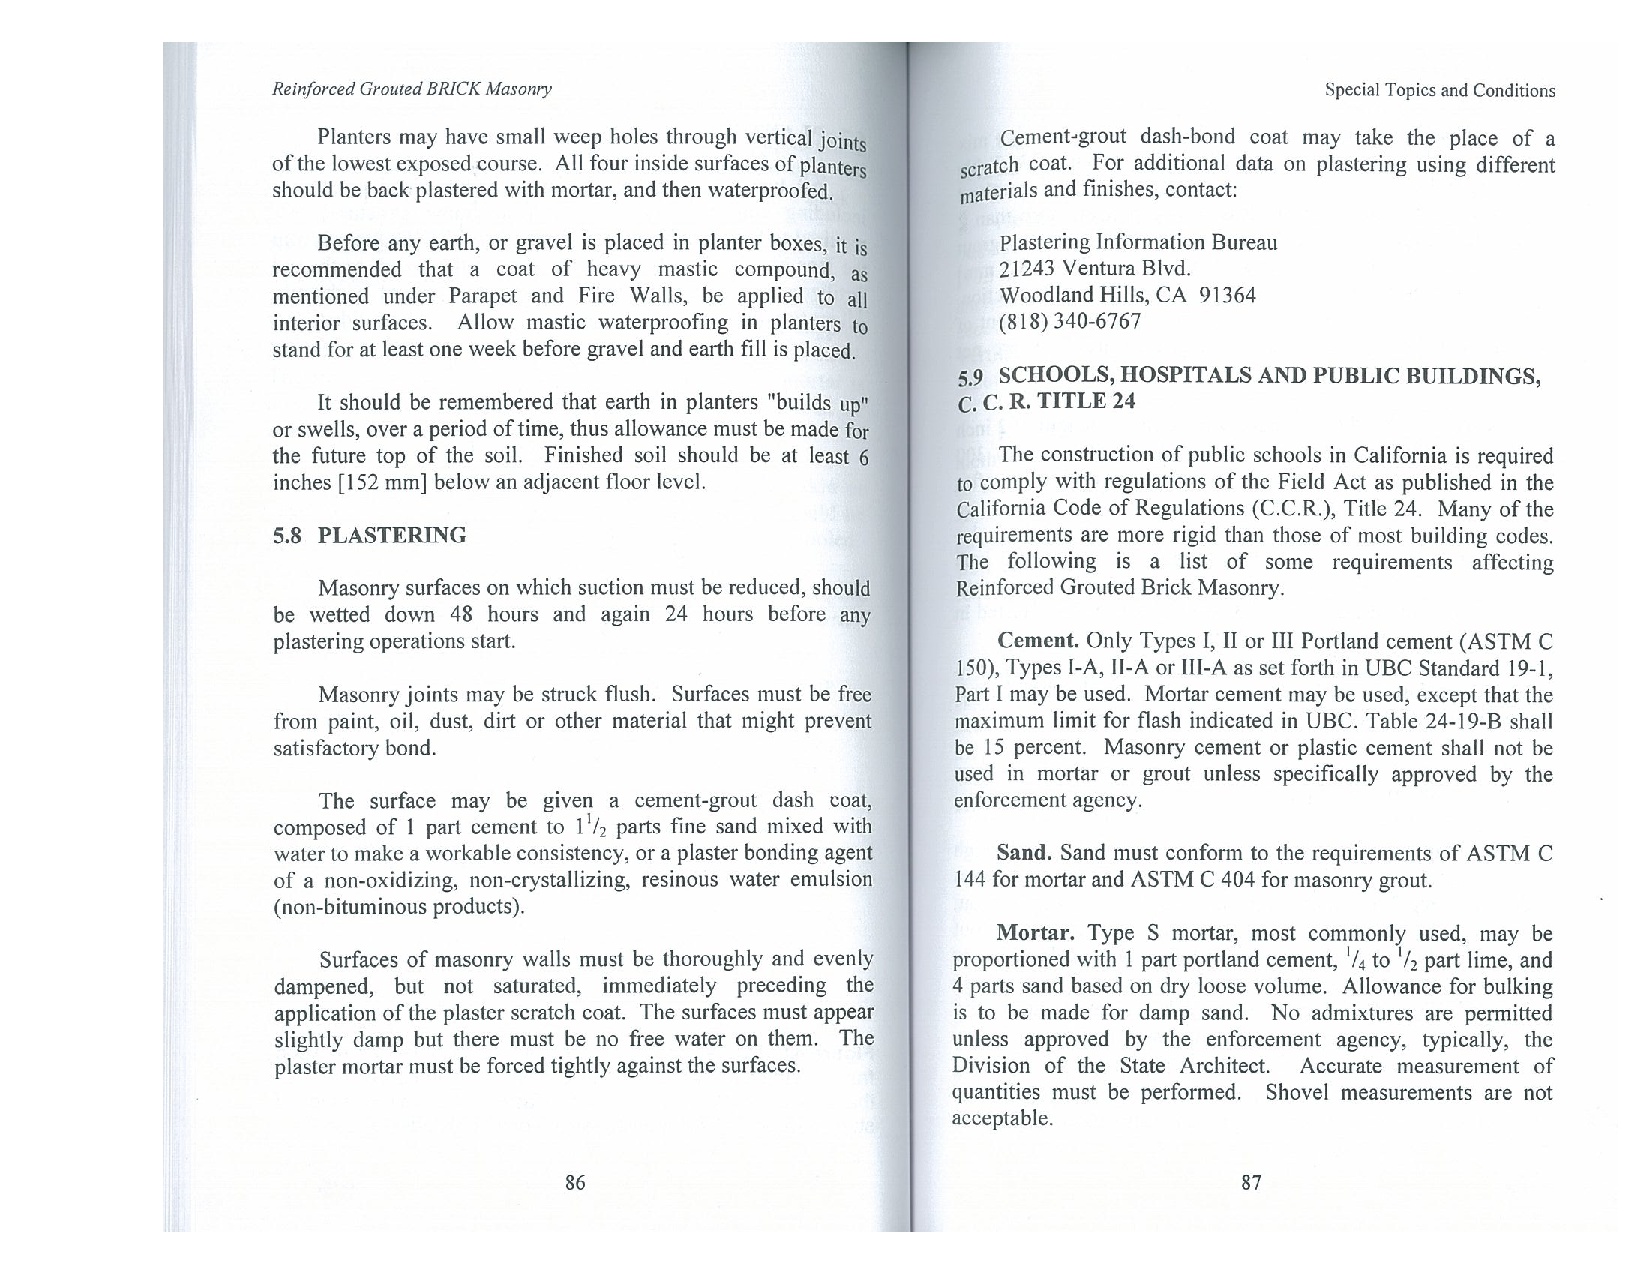 Reinforced Grouted BRICK Masonry
Planters may have small weep holes through vertical joints
of the lowest exposed course. All four inside surfaces of planters
should be back plastered with mortar, and then waterproofed.
Before any earth, or gravel is placed in planter boxes, it is
recommended that a coat of heavy mastic compound, as
mentioned under Parapet and Fire Walls, be applied to all
interior surfaces. Allow mastic waterproofing in planters to
stand for at least one week before gravel and earth fill is placed.
It should be remembered that earth in planters "builds up"
or swells, over a period of time, thus allowance must be made for
the future top of the soil. Finished soil should be at least 6
inches [152 mm] below an adjacent floor level.
5.8 PLASTERING
Masonry surfaces on which suction must be reduced, should
be wetted down 48 hours and again 24 hours before any
plastering operations start.
Masonry joints may be struck flush. Surfaces must be free
from paint, oil, dust, dirt or other material that might prevent
satisfactory bond.
The surface may be given a cement-grout dash coat,
composed of 1 part cement to 1 1/2 parts fine sand mixed with
water to make a workable consistency, or a plaster bonding agent
of a non-oxidizing, non-crystallizing, resinous water emulsion
(non-bituminous products).
Surfaces of masonry walls must be thoroughly and evenly
dampened, but not saturated, immediately preceding the
application of the plaster scratch coat. The surfaces must appear
slightly damp but there must be no free water on them. The
plaster mortar must be forced tightly against the surfaces.
86
Special Topics and Conditions
Cement-grout dash-bond coat may take the place of a
scratch coat. For additional data on plastering using different
materials and finishes, contact:
Plastering Information Bureau
21243 Ventura Blvd.
Woodland Hills, CA 91364
(818) 340-6767
5.9 SCHOOLS, HOSPITALS AND PUBLIC BUILDINGS,
C. C. R. TITLE 24
The construction of public schools in California is required
to comply with regulations of the Field Act as published in the
California Code of Regulations (C.C.R.), Title 24. Many of the
requirements are more rigid than those of most building codes.
The following is a list of some requirements affecting
Reinforced Grouted Brick Masonry.
Cement. Only Types I, II or III Portland cement (ASTM C
150), Types I-A, II-A or III-A as set forth in UBC Standard 19-1,
Part I may be used. Mortar cement may be used, except that the
maximum limit for flash indicated in UBC. Table 24-19-B shall
be 15 percent. Masonry cement or plastic cement shall not be
used in mortar or grout unless specifically approved by the
enforcement agency.
Sand. Sand must conform to the requirements of ASTM C
144 for mortar and ASTM C 404 for masonry grout.
Mortar. Type S mortar, most commonly used, may be
proportioned with 1 part portland cement, 1/4 to 1/2 part lime, and
4 parts sand based on dry loose volume. Allowance for bulking
is to be made for damp sand. No admixtures are permitted
unless approved by the enforcement agency, typically, the
Division of the State Architect. Accurate measurement of
quantities must be performed. Shovel measurements are not
acceptable.
87